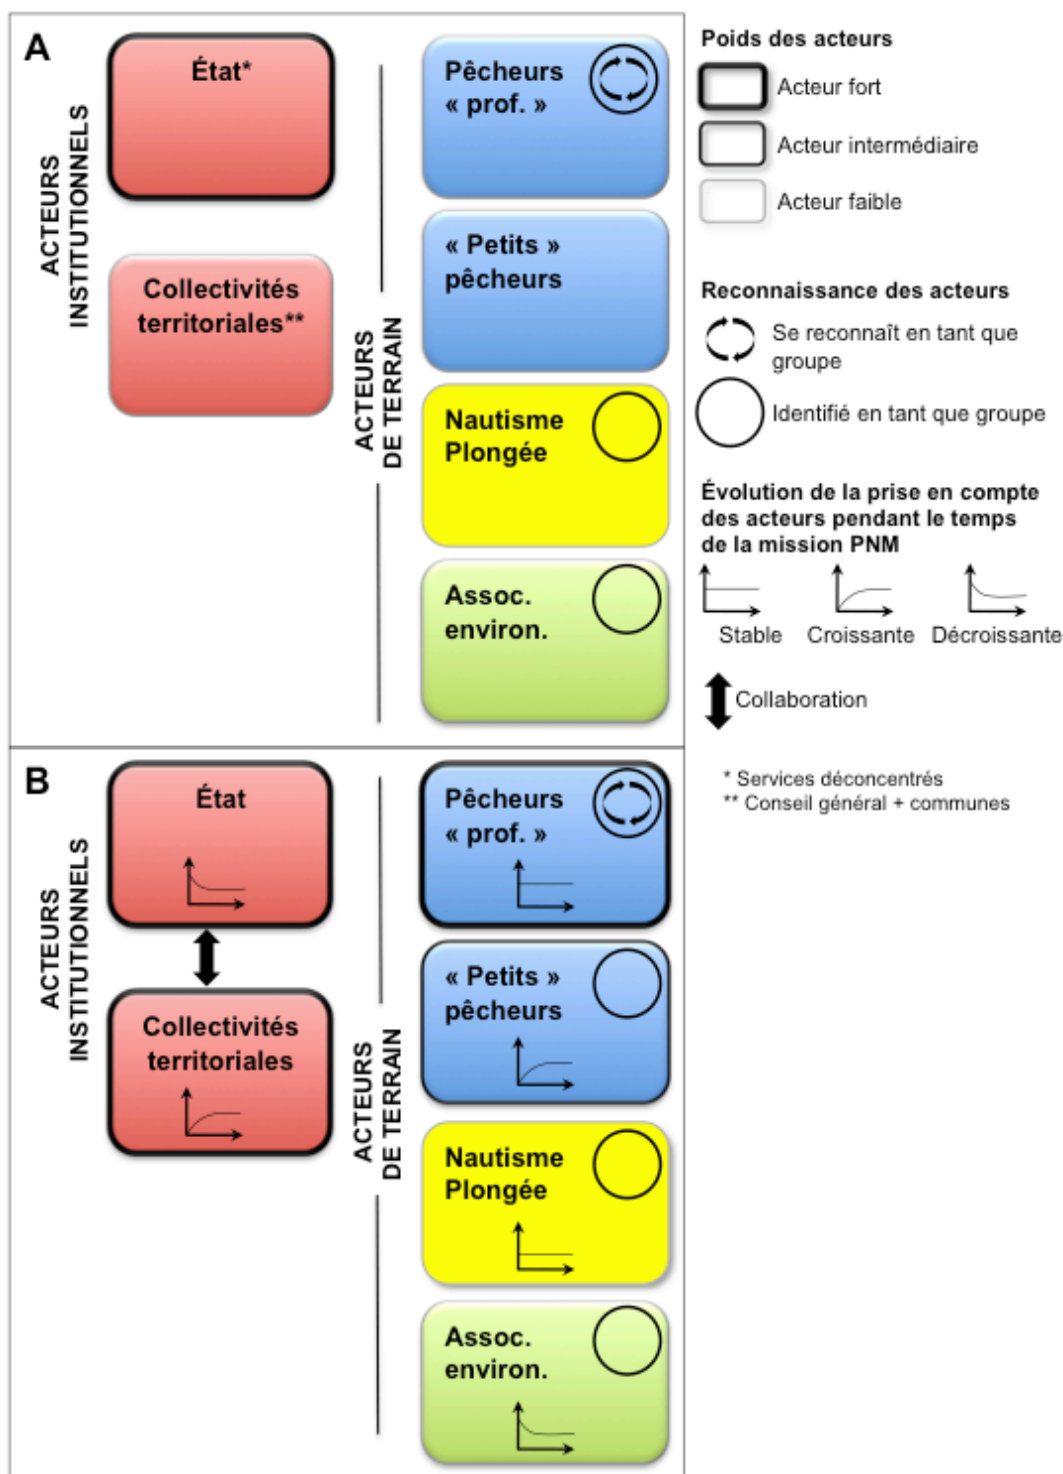 A
ACTEURS
INSTITUTIONNELS
État*
Collectivités
territoriales**
ACTEURS
DE TERRAIN
Pêcheurs
« prof. »
« Petits »
pêcheurs
Nautisme
Plongée
Assoc.
environ.
B
ACTEURS
INSTITUTIONNELS
État
Collectivités
territoriales
ACTEURS
DE TERRAIN
Pêcheurs
« prof. »
« Petits »
pêcheurs
Nautisme
Plongée
Assoc.
environ.
Poids des acteurs
Acteur fort
Acteur intermédiaire
Acteur faible
Reconnaissance des acteurs
Se reconnaît en tant que
groupe
Identifié en tant que groupe
Évolution de la prise en compte
des acteurs pendant le temps
de la mission PNM
Stable Croissante Décroissante
Collaboration
* Services déconcentrés
** Conseil général + communes